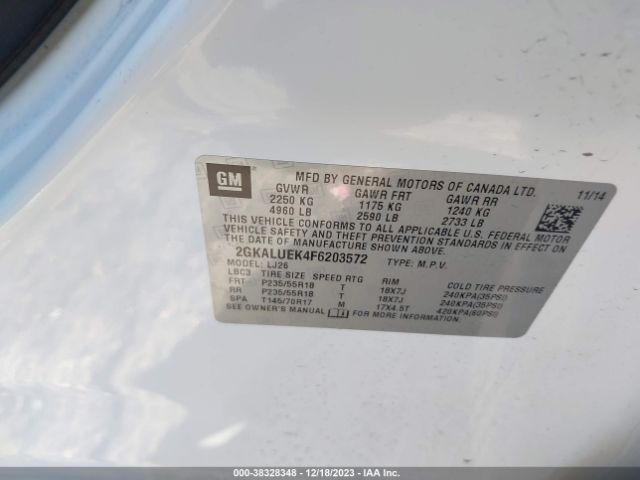 GM
MFD BY GENERAL MOTORS OF CANADA LTD.
11/14
GVWR GAWR FRT GAWR RR
2250 KG 1175 KG 1240 KG
4960 LB 2590 LB 2733 LB
THIS VEHICLE CONFORMS TO ALL APPLICABLE U.S. FEDERAL MOTOR
VEHICLE SAFETY AND THEFT PREVENTION STANDARDS IN EFFECT ON
THE DATE OF MANUFACTURE SHOWN ABOVE.
2GKALUEK4F6203572 TYPE: M.P.V.
MODEL: LJ26
LBC3 TIRE SIZE SPEED RTG RIM COLD TIRE PRESSURE
FRT P235/55R18 T 18X7J 240KPA(35PSI)
RR P235/55R18 T 18X7J 240KPA(35PSI)
SPA T145/70R17 M 17X4.5T 420KPA(60PSI)
SEE OWNER'S MANUAL FOR MORE INFORMATION.
000-38328348 - 12/18/2023 - IAA Inc.